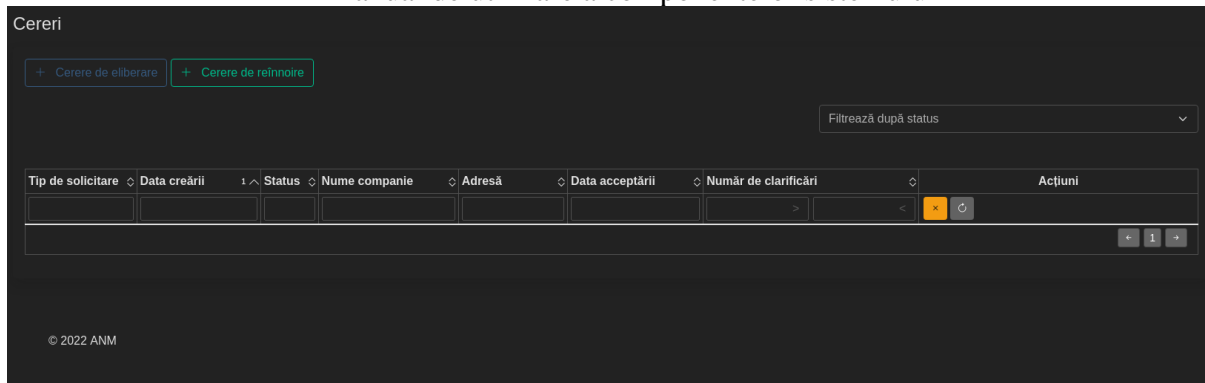 Cereri
+ Cerere de eliberare + Cerere de reînnoire
Filtrează după status
Tip de solicitare Data creării 1 Status Nume companie Adresă Data acceptării Număr de clarificări Acțiuni
> < ×
← 1 →
© 2022 ANM